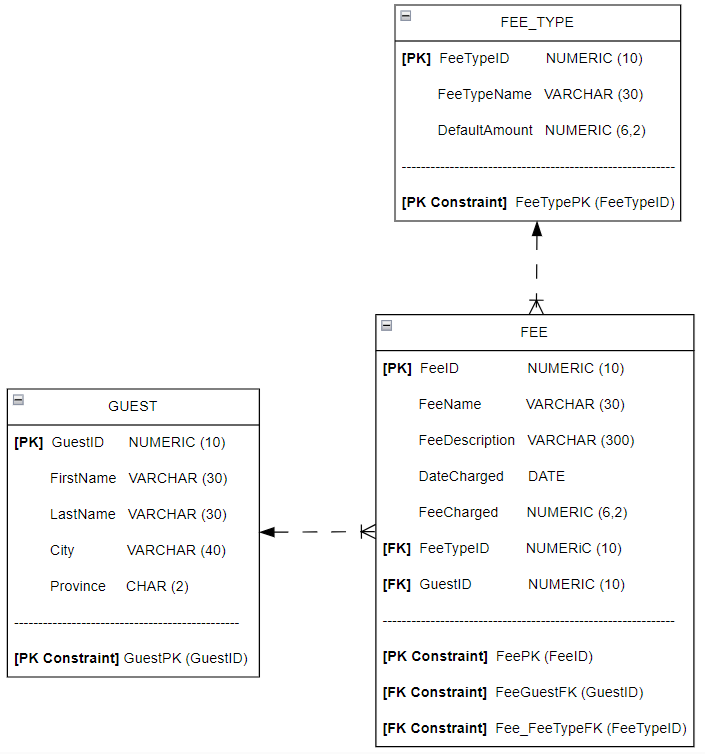 FEE_TYPE
[PK] FeeTypeID NUMERIC (10)
FeeTypeName VARCHAR (30)
DefaultAmount NUMERIC (6,2)
[PK Constraint] FeeTypePK (FeeTypeID)
FEE
[PK] FeeID NUMERIC (10)
FeeName VARCHAR (30)
FeeDescription VARCHAR (300)
DateCharged DATE
FeeCharged NUMERIC (6,2)
[FK] FeeTypeID NUMERiC (10)
[FK] GuestID NUMERIC (10)
[PK Constraint] FeePK (FeeID)
[FK Constraint] FeeGuestFK (GuestID)
[FK Constraint] Fee_FeeTypeFK (FeeTypeID)
GUEST
[PK] GuestID NUMERIC (10)
FirstName VARCHAR (30)
LastName VARCHAR (30)
City VARCHAR (40)
Province CHAR (2)
[PK Constraint] GuestPK (GuestID)